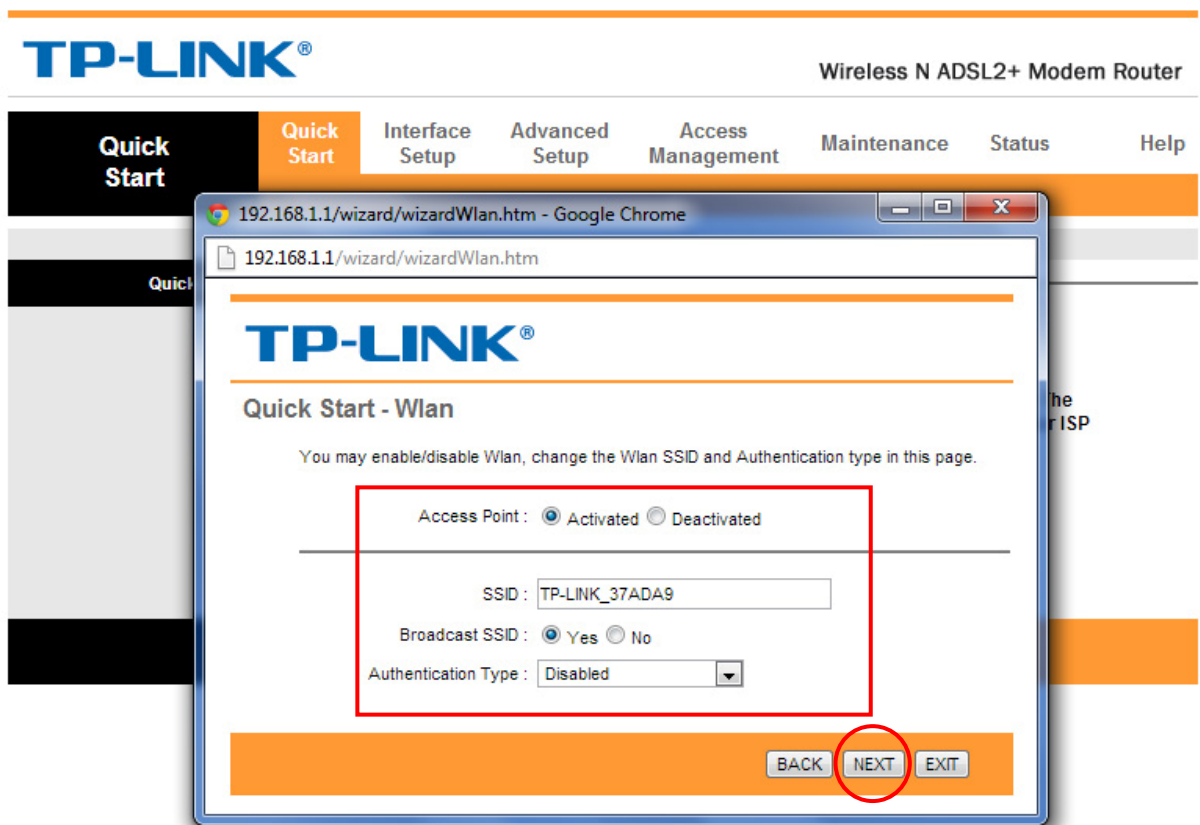 TP-LINK®
Wireless N ADSL2+ Modem Router
Quick Start
Quick Start
Interface Setup
Advanced Setup
Access Management
Maintenance
Status
Help
192.168.1.1/wizard/wizardWlan.htm - Google Chrome
192.168.1.1/wizard/wizardWlan.htm
Quick
TP-LINK®
Quick Start - Wlan
r ISP
You may enable/disable Wlan, change the Wlan SSID and Authentication type in this page.
Access Point : Activated Deactivated
SSID : TP-LINK_37ADA9
Broadcast SSID : Yes No
Authentication Type : Disabled
BACK NEXT EXIT